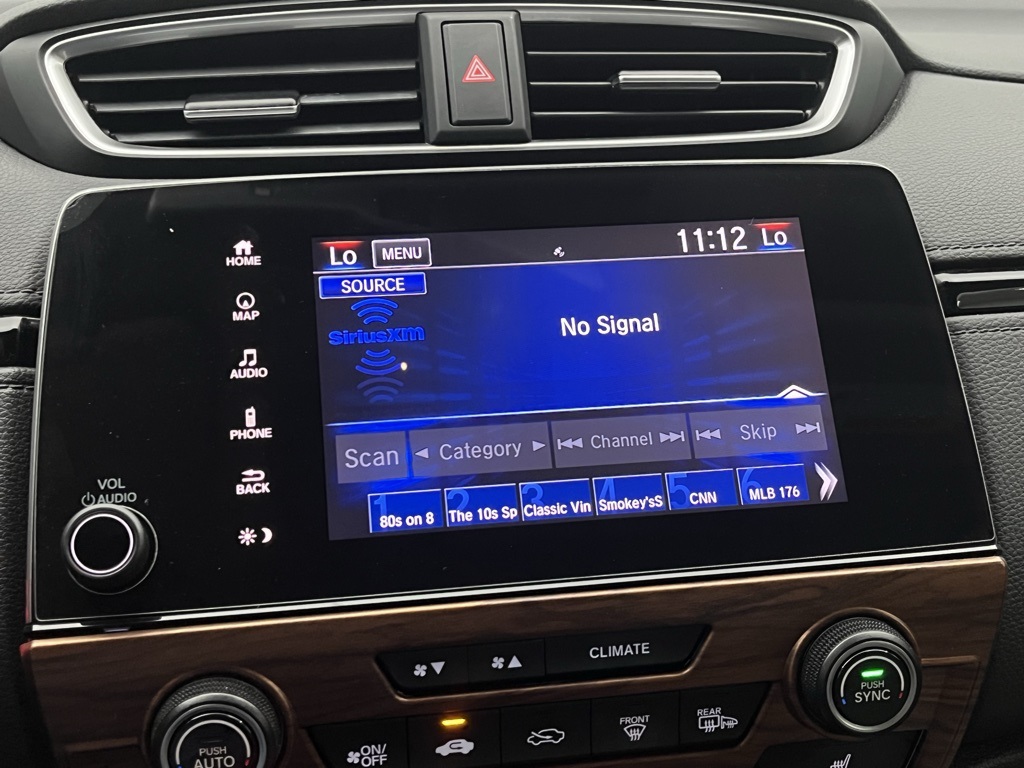 HOME
MAP
AUDIO
PHONE
BACK
VOL
AUDIO
Lo MENU 11:12 Lo
SOURCE
SiriusXM
No Signal
Scan Category Channel Skip
1 80s on 8
2 The 10s Sp
3 Classic Vin
4 Smokey'sS
5 CNN
6 MLB 176
CLIMATE
PUSH
AUTO
ON/
OFF
FRONT
REAR
PUSH
SYNC